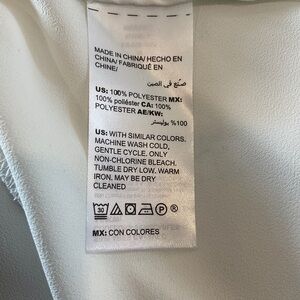 MADE IN CHINA/ HECHO EN
CHINA/ FABRIQUÉ EN
CHINE/
صنع في الصين
US: 100% POLYESTER MX:
100% poliéster CA: 100%
POLYESTER AE/KW:
100% بوليستر
US: WITH SIMILAR COLORS.
MACHINE WASH COLD,
GENTLE CYCLE. ONLY
NON-CHLORINE BLEACH.
TUMBLE DRY LOW. WARM
IRON. MAY BE DRY
CLEANED
30 P
MX: CON COLORES